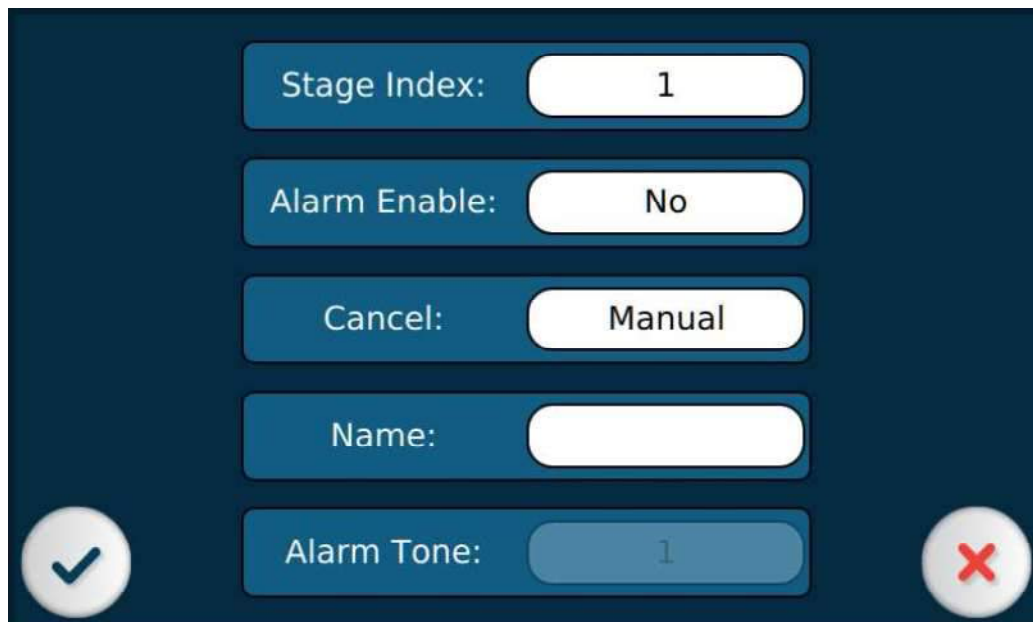 Stage Index: 1
Alarm Enable: No
Cancel: Manual
Name:
Alarm Tone: 1